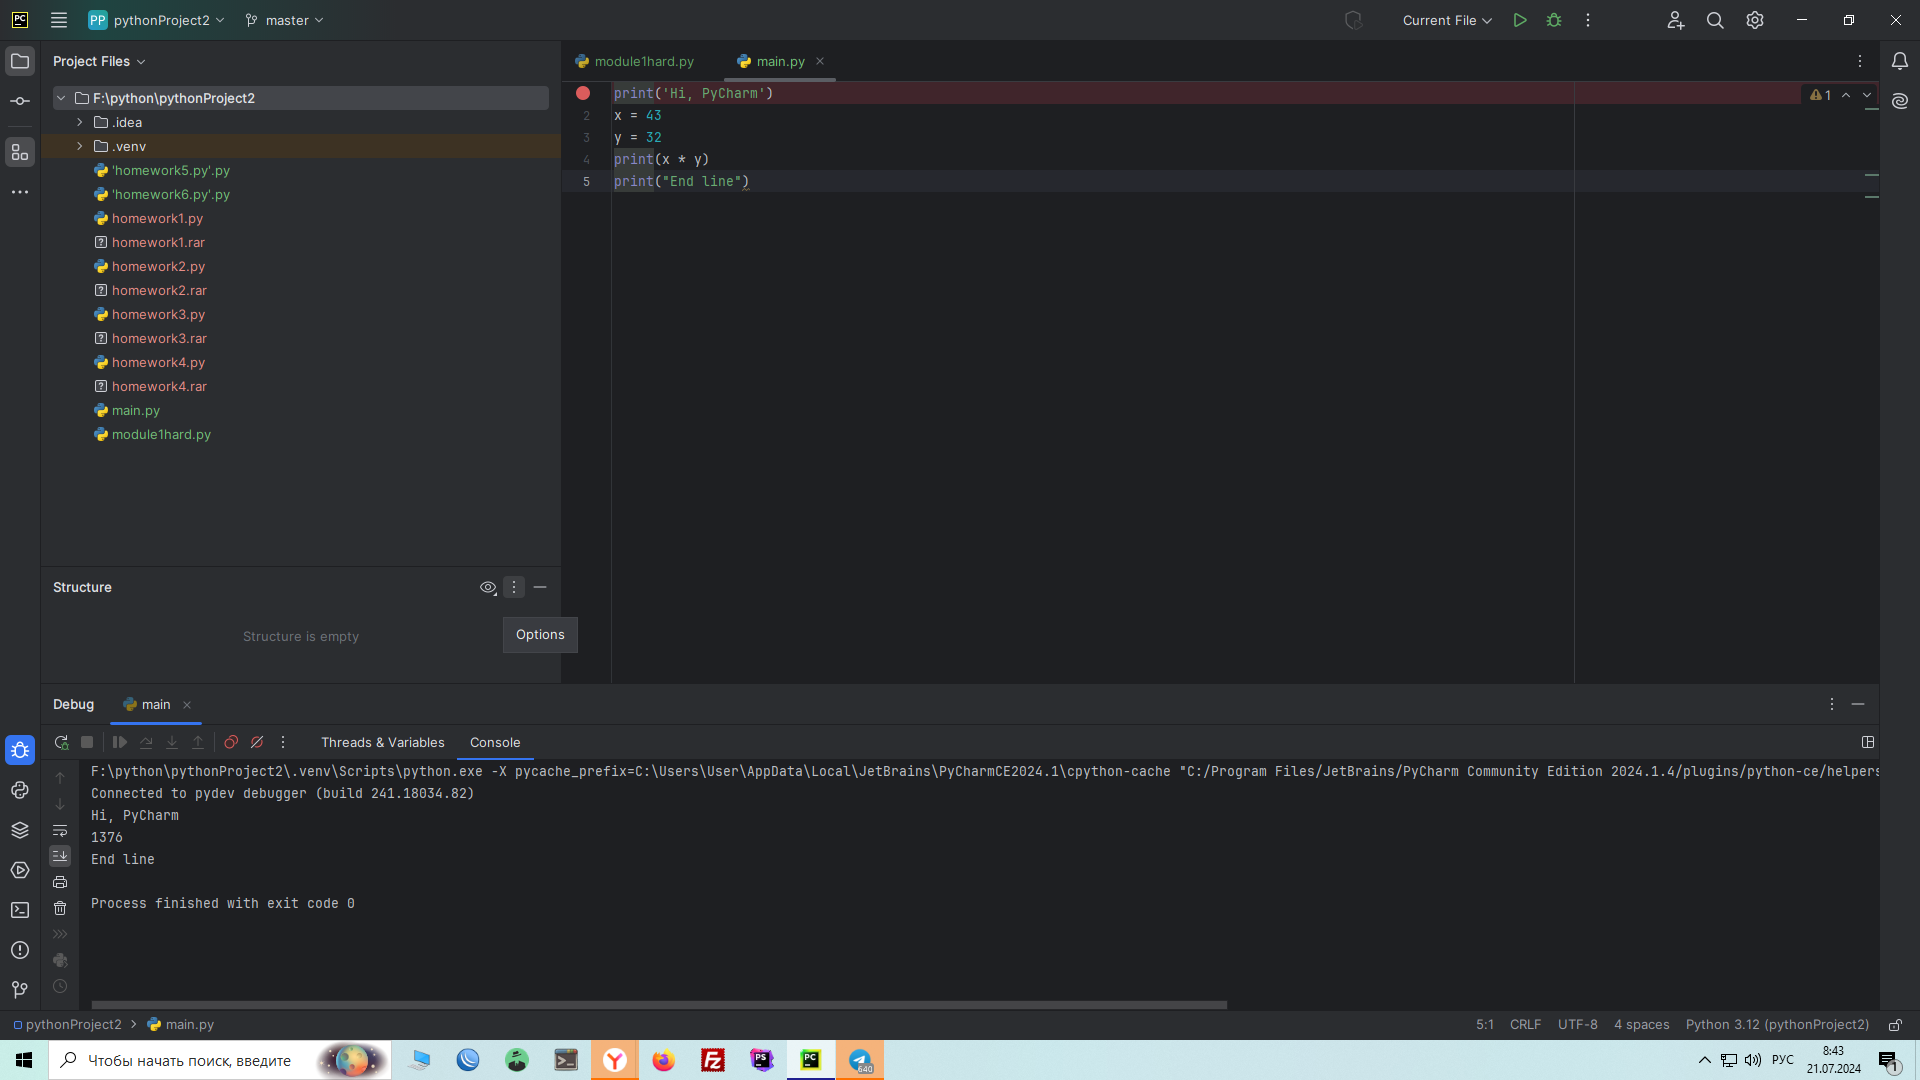 PC
PP pythonProject2 master Current File
Project Files
module1hard.py main.py
F:\python\pythonProject2
.idea
.venv
'homework5.py'.py
'homework6.py'.py
homework1.py
homework1.rar
homework2.py
homework2.rar
homework3.py
homework3.rar
homework4.py
homework4.rar
main.py
module1hard.py
print('Hi, PyCharm')
1
2 x = 43
3 y = 32
4 print(x * y)
5 print("End line")
Structure
Structure is empty
Options
Debug main
Threads & Variables Console
F:\python\pythonProject2\.venv\Scripts\python.exe -X pycache_prefix=C:\Users\User\AppData\Local\JetBrains\PyCharmCE2024.1\cpython-cache "C:/Program Files/JetBrains/PyCharm Community Edition 2024.1.4/plugins/python-ce/helpers
Connected to pydev debugger (build 241.18034.82)
Hi, PyCharm
1376
End line
Process finished with exit code 0
pythonProject2 main.py 5:1 CRLF UTF-8 4 spaces Python 3.12 (pythonProject2)
Чтобы начать поиск, введите
PS PC 640 РУС 8:43
21.07.2024
1